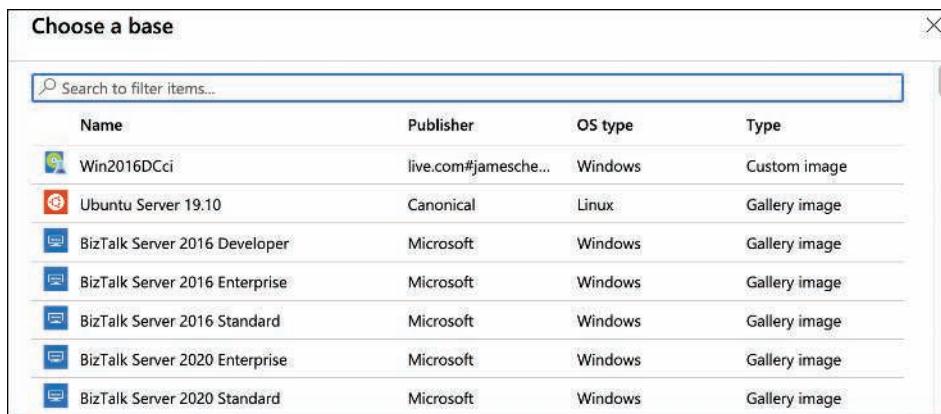 Choose a base
Search to filter items...
Name Publisher OS type Type
Win2016DCci live.com#jamesche... Windows Custom image
Ubuntu Server 19.10 Canonical Linux Gallery image
BizTalk Server 2016 Developer Microsoft Windows Gallery image
BizTalk Server 2016 Enterprise Microsoft Windows Gallery image
BizTalk Server 2016 Standard Microsoft Windows Gallery image
BizTalk Server 2020 Enterprise Microsoft Windows Gallery image
BizTalk Server 2020 Standard Microsoft Windows Gallery image